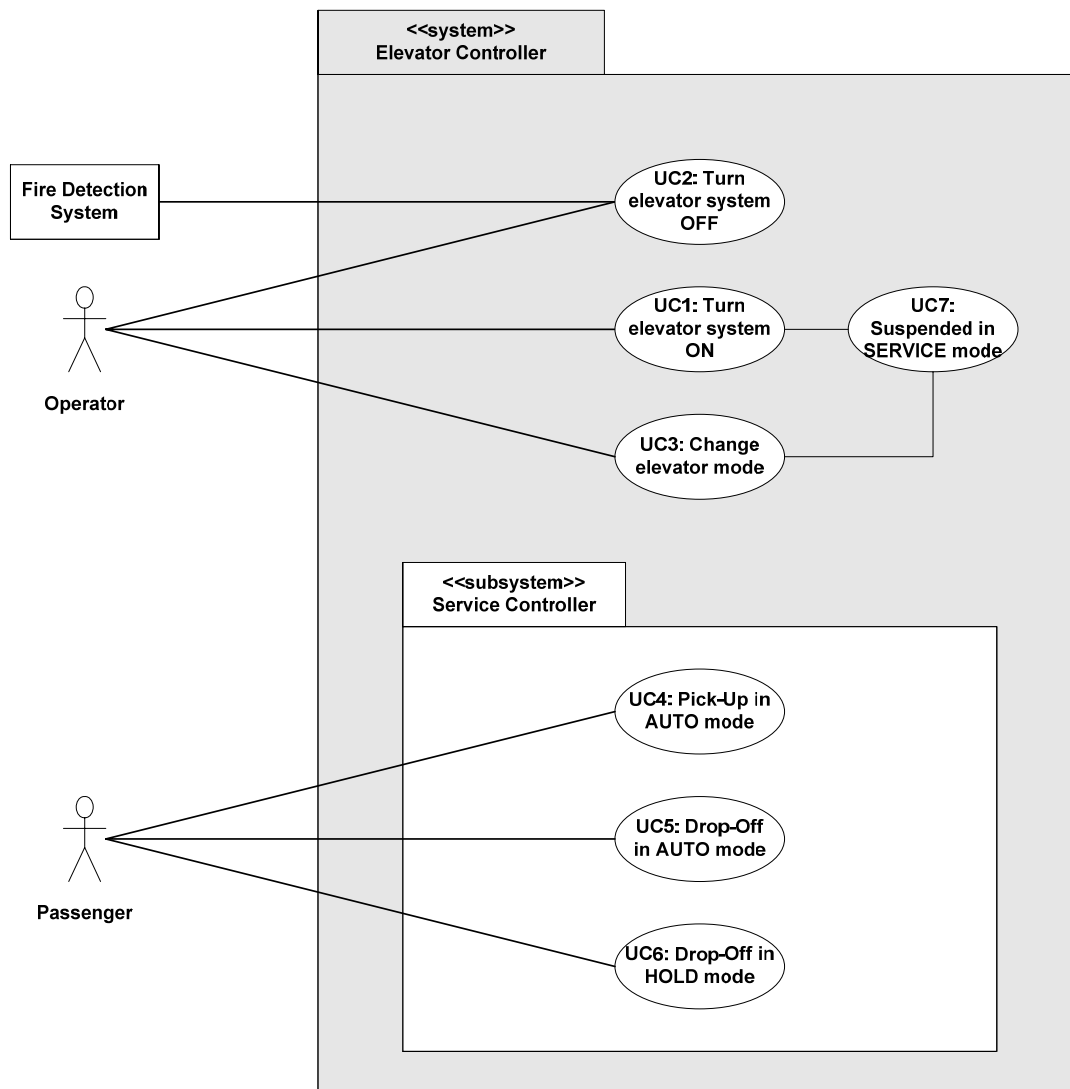 <<system>>
Elevator Controller
Fire Detection
System
UC2: Turn
elevator system
OFF
Operator
UC1: Turn
elevator system
ON
UC7:
Suspended in
SERVICE mode
UC3: Change
elevator mode
<<subsystem>>
Service Controller
UC4: Pick-Up in
AUTO mode
Passenger
UC5: Drop-Off
in AUTO mode
UC6: Drop-Off in
HOLD mode